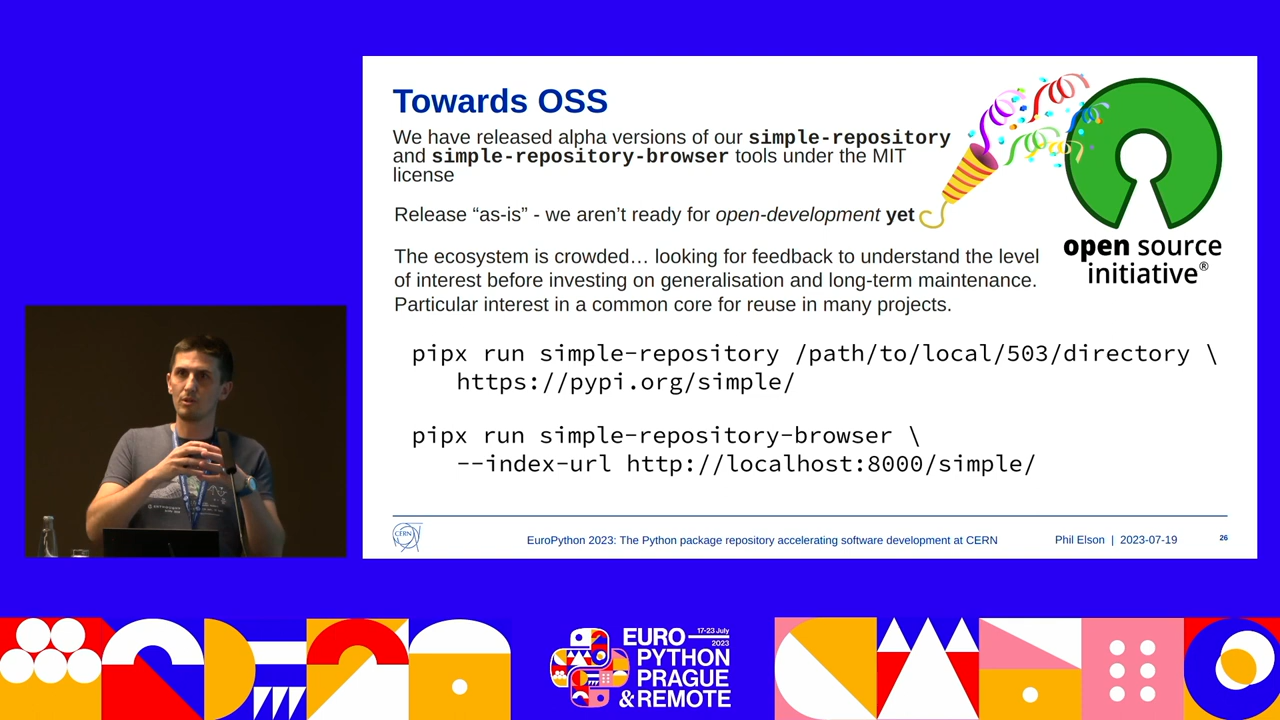 Towards OSS
We have released alpha versions of our simple-repository
and simple-repository-browser tools under the MIT
license
Release “as-is” - we aren’t ready for open-development yet
The ecosystem is crowded… looking for feedback to understand the level
of interest before investing on generalisation and long-term maintenance.
Particular interest in a common core for reuse in many projects.
open source
initiative®
pipx run simple-repository /path/to/local/503/directory \
https://pypi.org/simple/
pipx run simple-repository-browser \
--index-url http://localhost:8000/simple/
CERN
EuroPython 2023: The Python package repository accelerating software development at CERN
Phil Elson | 2023-07-19
26
EURO
17-23 July
2023
PYTHON
PRAGUE
& REMOTE